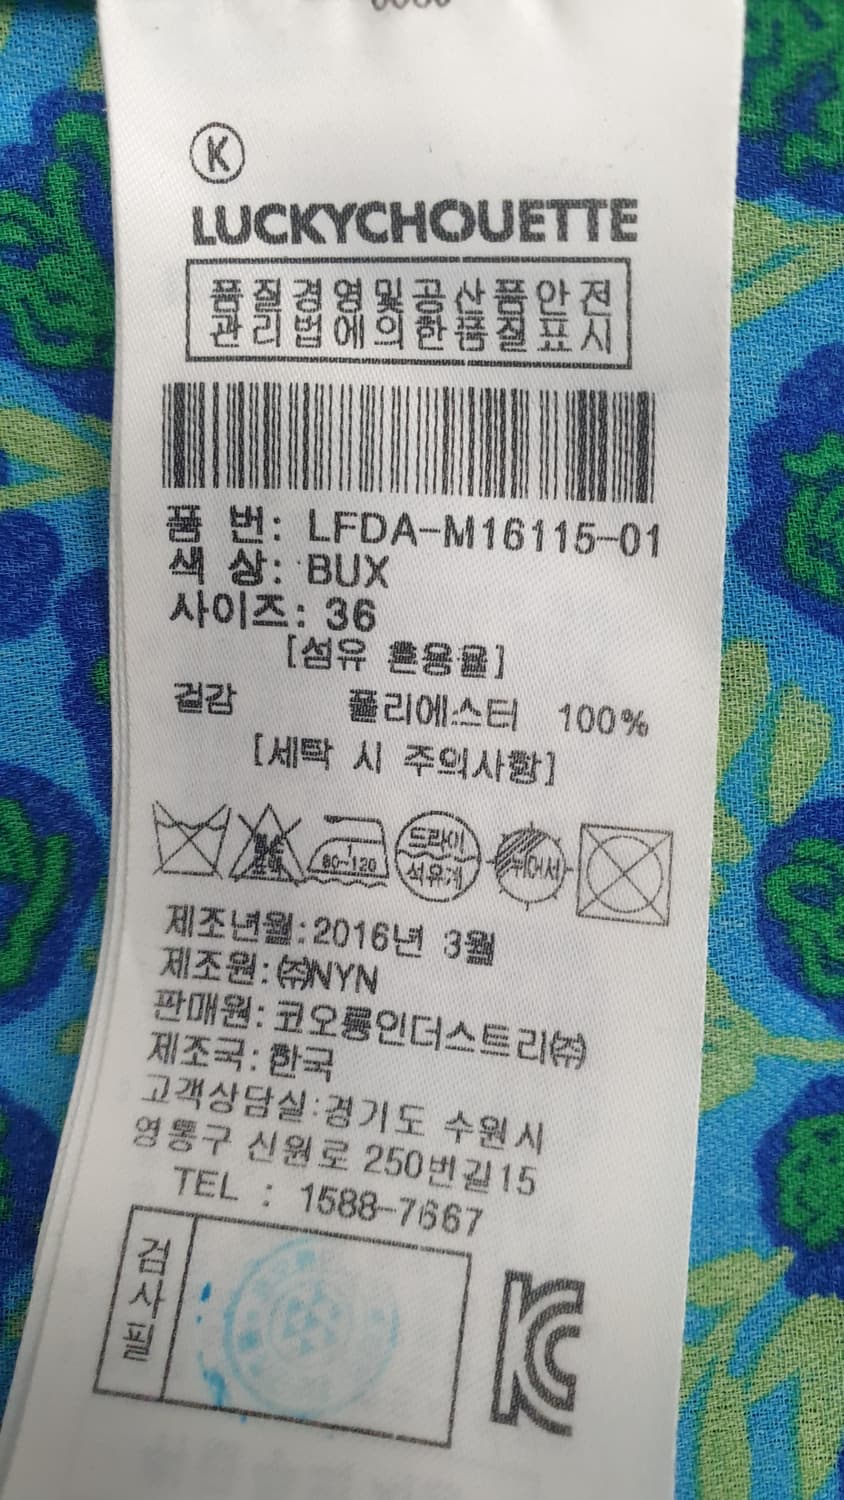 K
LUCKYCHOUETTE
품질경영및공산품안전
관리법에의한품질표시
품 번: LFDA-M16115-01
색 상: BUX
사이즈: 36
[섬유 혼용율]
겉감 폴리에스터 100%
[세탁 시 주의사항]
1
80~120
드라이
석유계
뉘어서
제조년월:2016년 3월
제조원:㈜NYN
판매원:코오롱인더스트리㈜
제조국:한국
고객상담실:경기도 수원시
영통구 신원로 250번길15
TEL : 1588-7667
검사필
KC